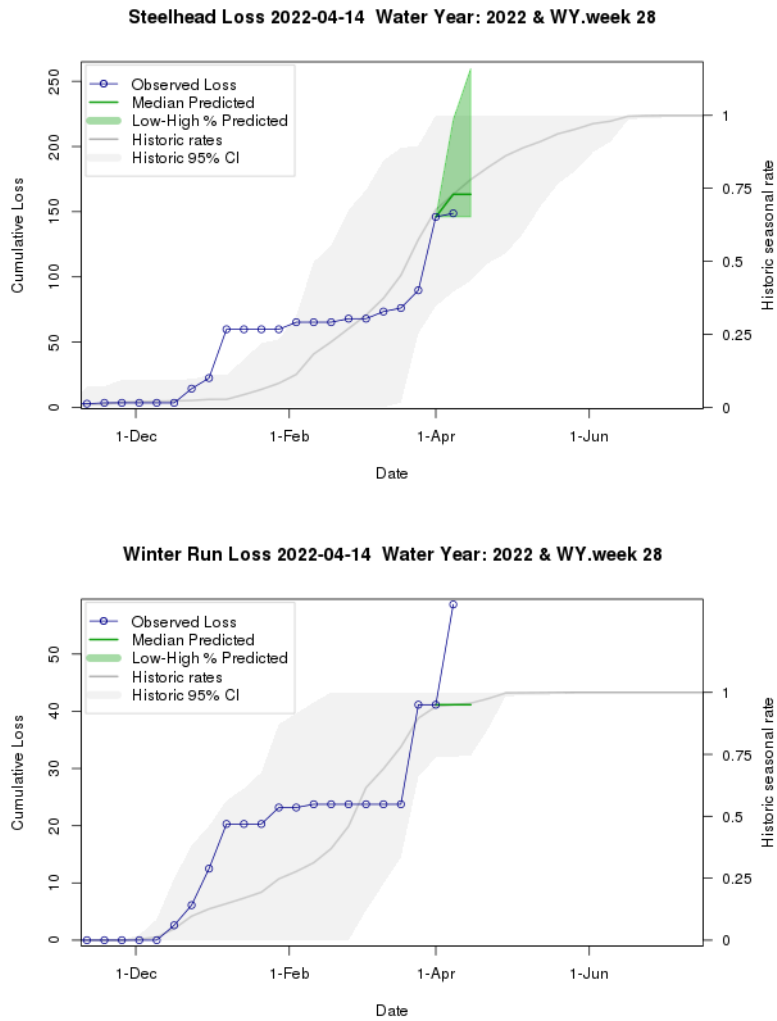 Steelhead Loss 2022-04-14 Water Year: 2022 & WY.week 28
Observed Loss
Median Predicted
Low-High % Predicted
Historic rates
Historic 95% CI
Cumulative Loss
0
50
100
150
200
250
Historic seasonal rate
0
0.25
0.5
0.75
1
1-Dec
1-Feb
1-Apr
1-Jun
Date
Winter Run Loss 2022-04-14 Water Year: 2022 & WY.week 28
Observed Loss
Median Predicted
Low-High % Predicted
Historic rates
Historic 95% CI
Cumulative Loss
0
10
20
30
40
50
Historic seasonal rate
0
0.25
0.5
0.75
1
1-Dec
1-Feb
1-Apr
1-Jun
Date